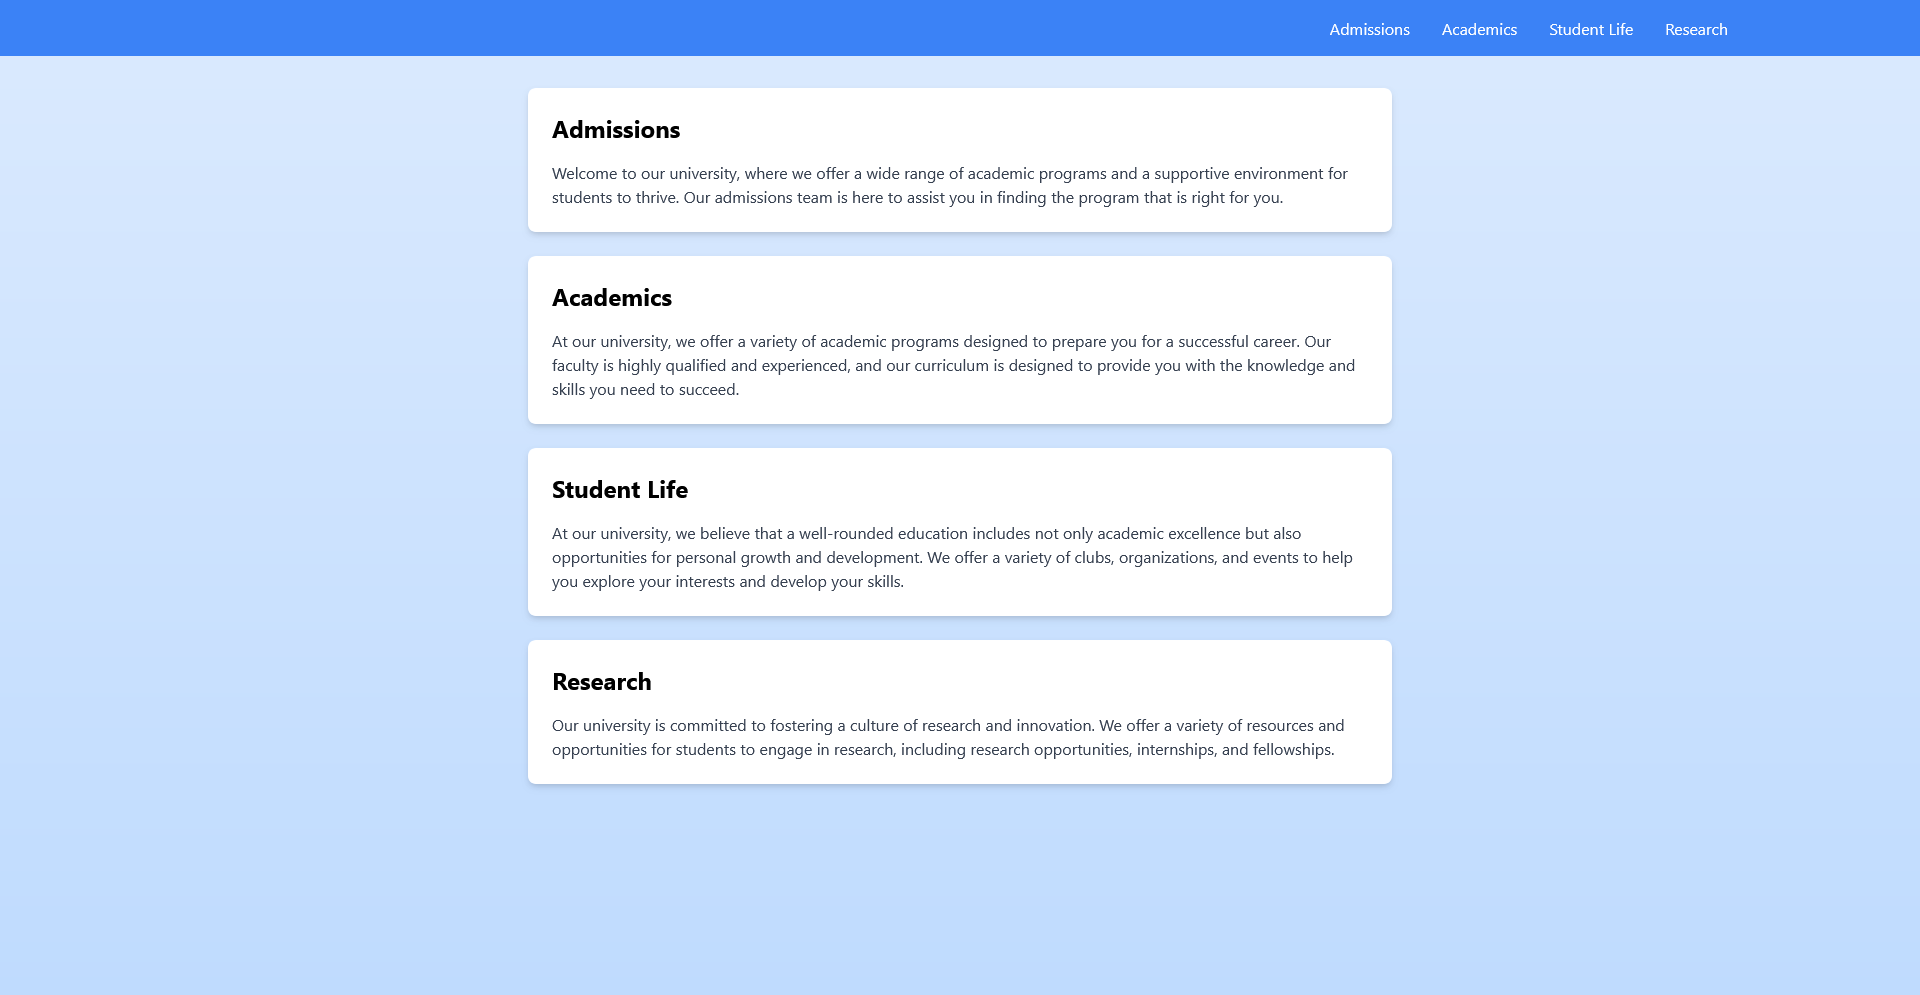 Admissions Academics Student Life Research
Admissions
Welcome to our university, where we offer a wide range of academic programs and a supportive environment for
students to thrive. Our admissions team is here to assist you in finding the program that is right for you.
Academics
At our university, we offer a variety of academic programs designed to prepare you for a successful career. Our
faculty is highly qualified and experienced, and our curriculum is designed to provide you with the knowledge and
skills you need to succeed.
Student Life
At our university, we believe that a well-rounded education includes not only academic excellence but also
opportunities for personal growth and development. We offer a variety of clubs, organizations, and events to help
you explore your interests and develop your skills.
Research
Our university is committed to fostering a culture of research and innovation. We offer a variety of resources and
opportunities for students to engage in research, including research opportunities, internships, and fellowships.